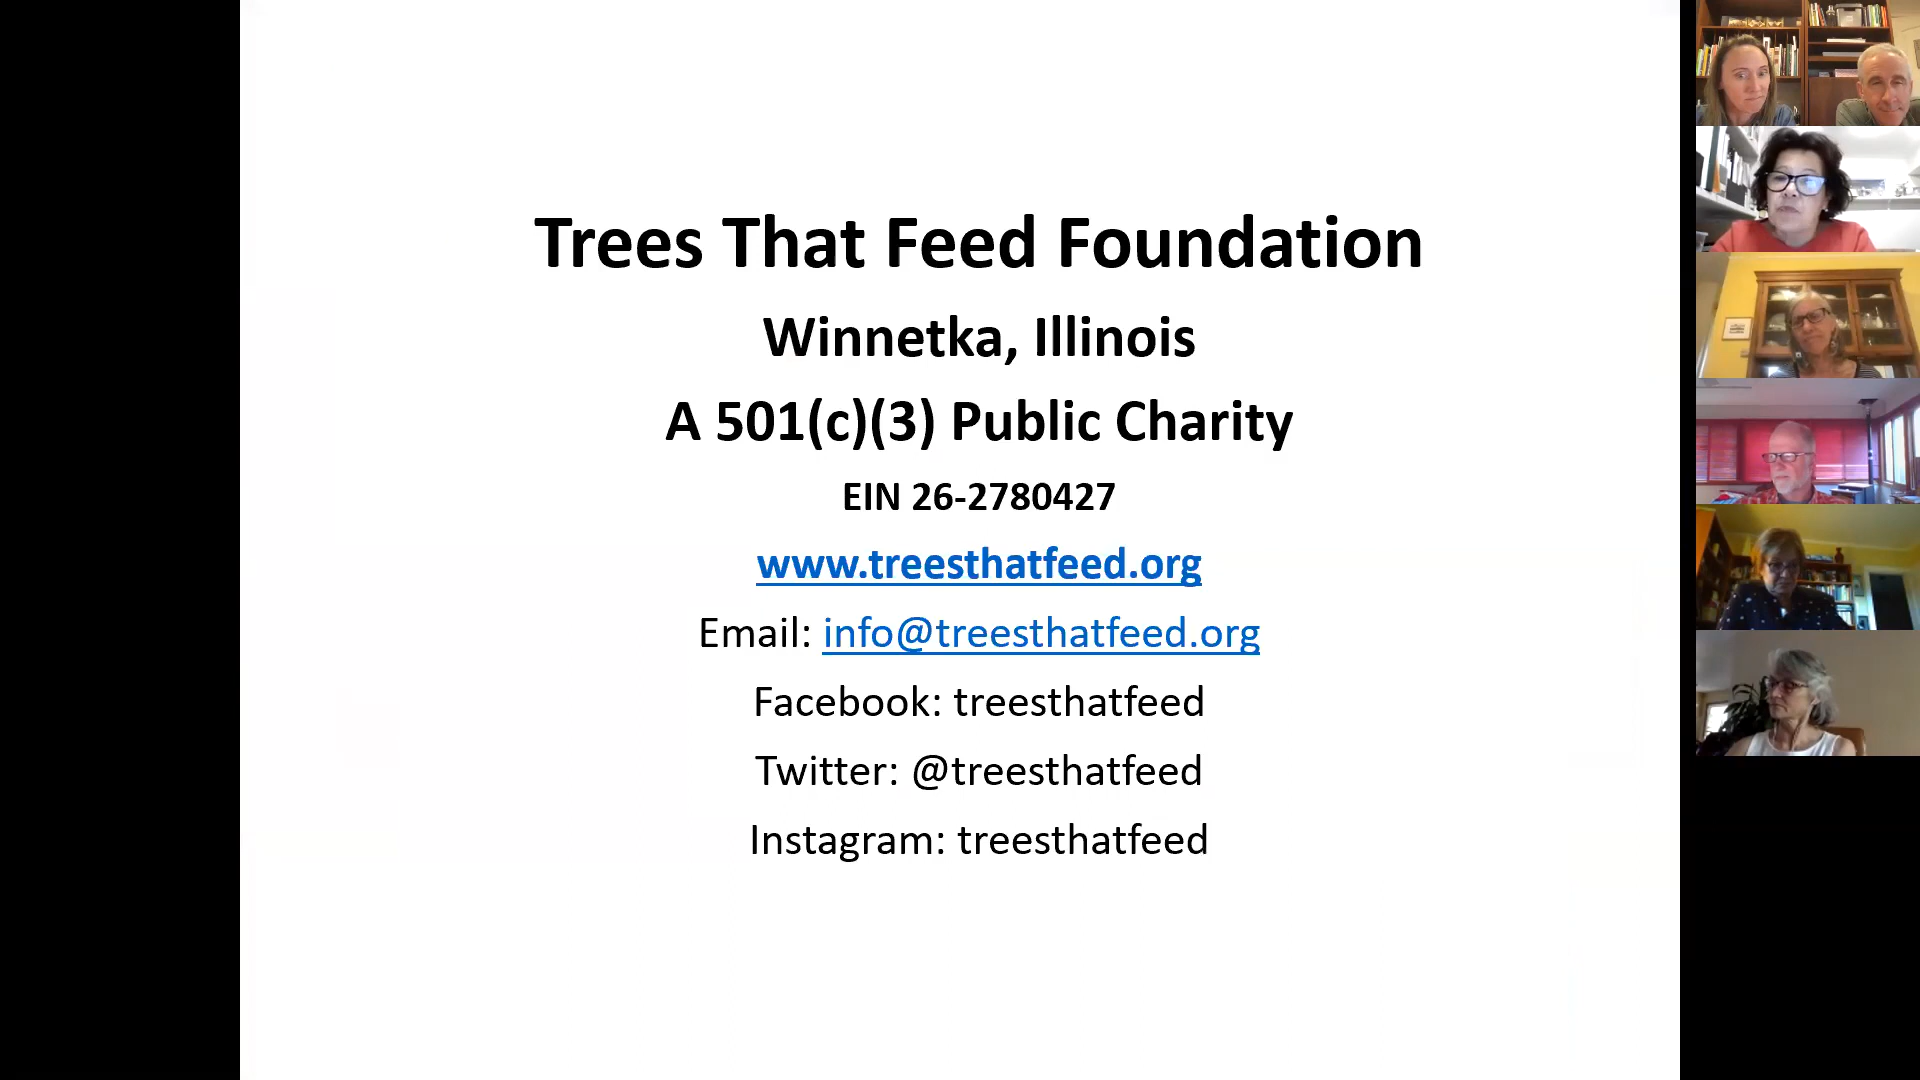 Trees That Feed Foundation
Winnetka, Illinois
A 501(c)(3) Public Charity
EIN 26-2780427
www.treesthatfeed.org
Email: info@treesthatfeed.org
Facebook: treesthatfeed
Twitter: @treesthatfeed
Instagram: treesthatfeed